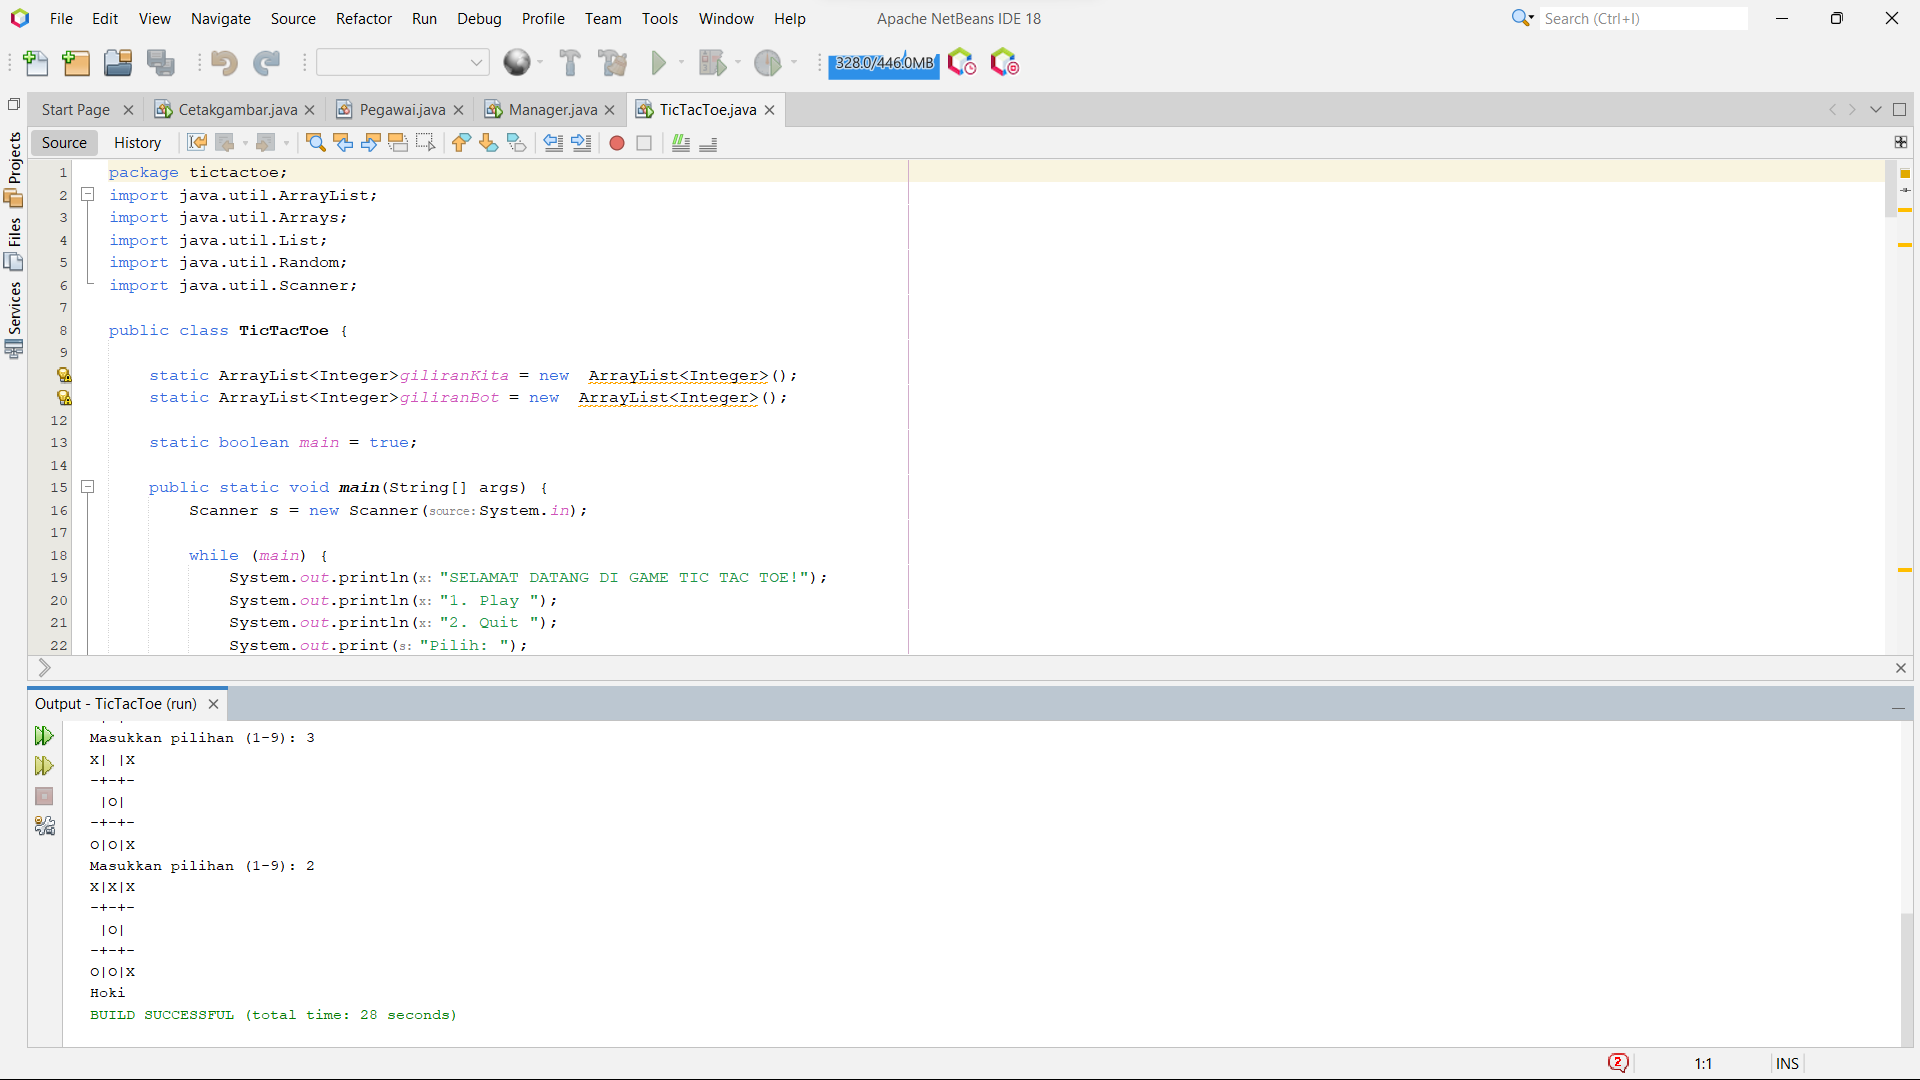 File Edit View Navigate Source Refactor Run Debug Profile Team Tools Window Help Apache NetBeans IDE 18 Search (Ctrl+I)
328.0/446.0MB
Start Page Cetakgambar.java Pegawai.java Manager.java TicTacToe.java
Source History
Projects
Files
Services
1 package tictactoe;
2 import java.util.ArrayList;
3 import java.util.Arrays;
4 import java.util.List;
5 import java.util.Random;
6 import java.util.Scanner;
7
8 public class TicTacToe {
9
static ArrayList<Integer>giliranKita = new  ArrayList<Integer>();
static ArrayList<Integer>giliranBot = new  ArrayList<Integer>();
12
13 static boolean main = true;
14
15 public static void main(String[] args) {
16 Scanner s = new Scanner(source: System.in);
17
18 while (main) {
19 System.out.println(x: "SELAMAT DATANG DI GAME TIC TAC TOE!");
20 System.out.println(x: "1. Play ");
21 System.out.println(x: "2. Quit ");
22 System.out.print(s: "Pilih: ");
Output - TicTacToe (run)
Masukkan pilihan (1-9): 3
X| |X
-+-+-
 |O|
-+-+-
O|O|X
Masukkan pilihan (1-9): 2
X|X|X
-+-+-
 |O|
-+-+-
O|O|X
Hoki
BUILD SUCCESSFUL (total time: 28 seconds)
2 1:1 INS